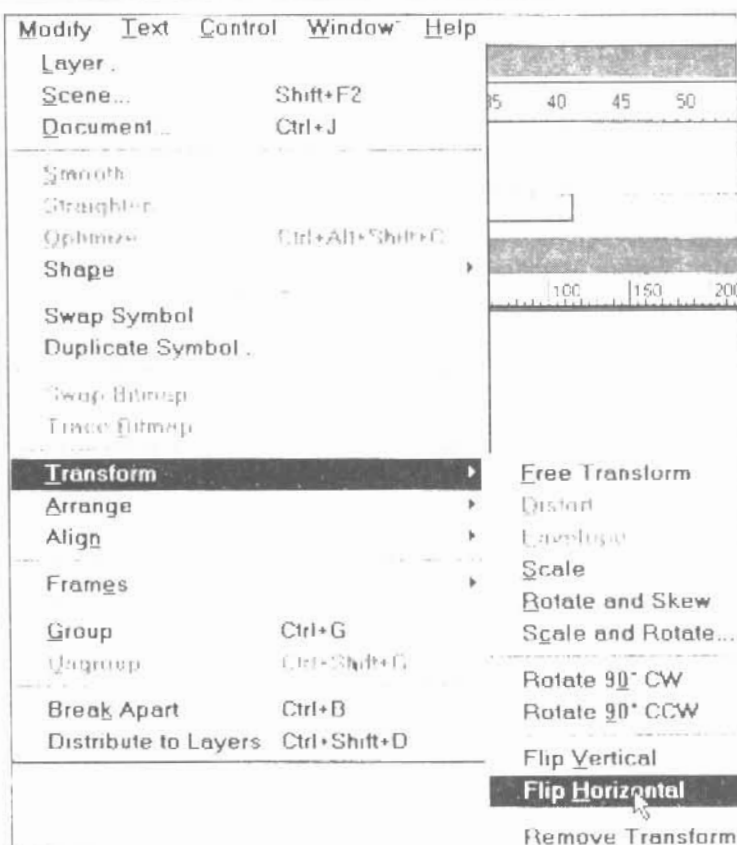 Modify Text Control Window Help
Layer .
Scene... Shift+F2
Document... Ctrl+J
Smooth
Straighten
Optimize Ctrl+Alt+Shift+C
Shape
Swap Symbol
Duplicate Symbol .
Swap Bitmap
Trace Bitmap
Transform
Arrange
Align
Frames
Group Ctrl+G
Ungroup Ctrl+Shift+G
Break Apart Ctrl+B
Distribute to Layers Ctrl+Shift+D
35 40 45 50
100 150 200
Free Transform
Distort
Envelope
Scale
Rotate and Skew
Scale and Rotate...
Rotate 90° CW
Rotate 90° CCW
Flip Vertical
Flip Horizontal
Remove Transform